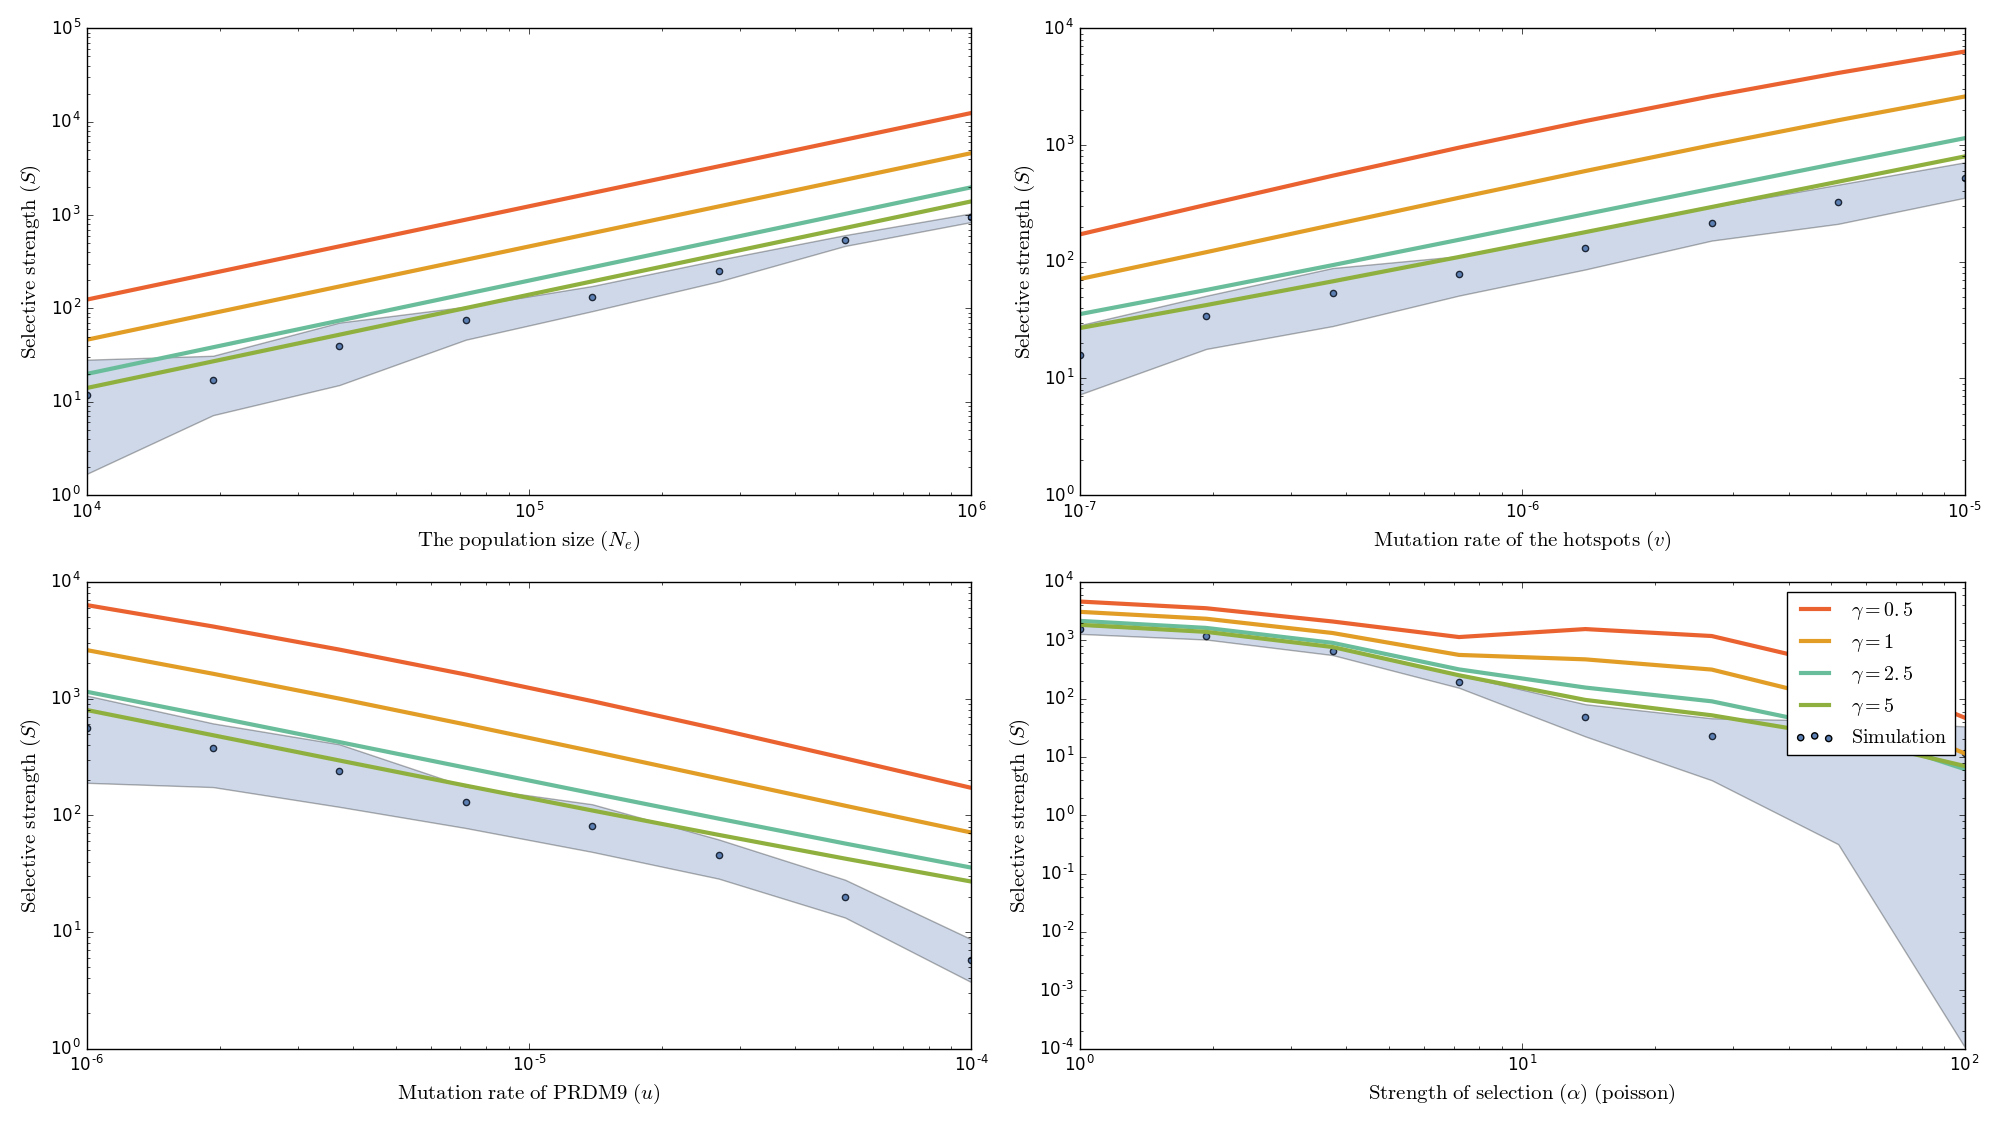 10^5
10^4
10^3
10^2
10^1
10^0
Selective strength (S)
10^4 10^5 10^6
The population size (N_e)
10^4
10^3
10^2
10^1
10^0
Selective strength (S)
10^-7 10^-6 10^-5
Mutation rate of the hotspots (v)
10^4
10^3
10^2
10^1
10^0
Selective strength (S)
10^-6 10^-5 10^-4
Mutation rate of PRDM9 (u)
10^4
10^3
10^2
10^1
10^0
10^-1
10^-2
10^-3
10^-4
Selective strength (S)
10^0 10^1 10^2
Strength of selection (α) (poisson)
γ = 0.5
γ = 1
γ = 2.5
γ = 5
Simulation